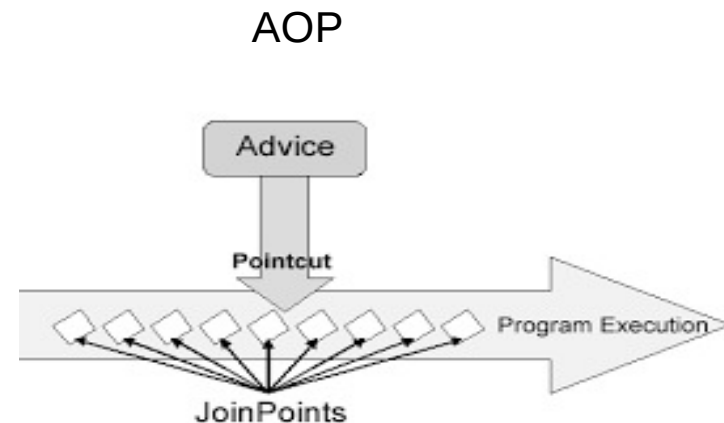 AOP
Advice
Pointcut
Program Execution
JoinPoints